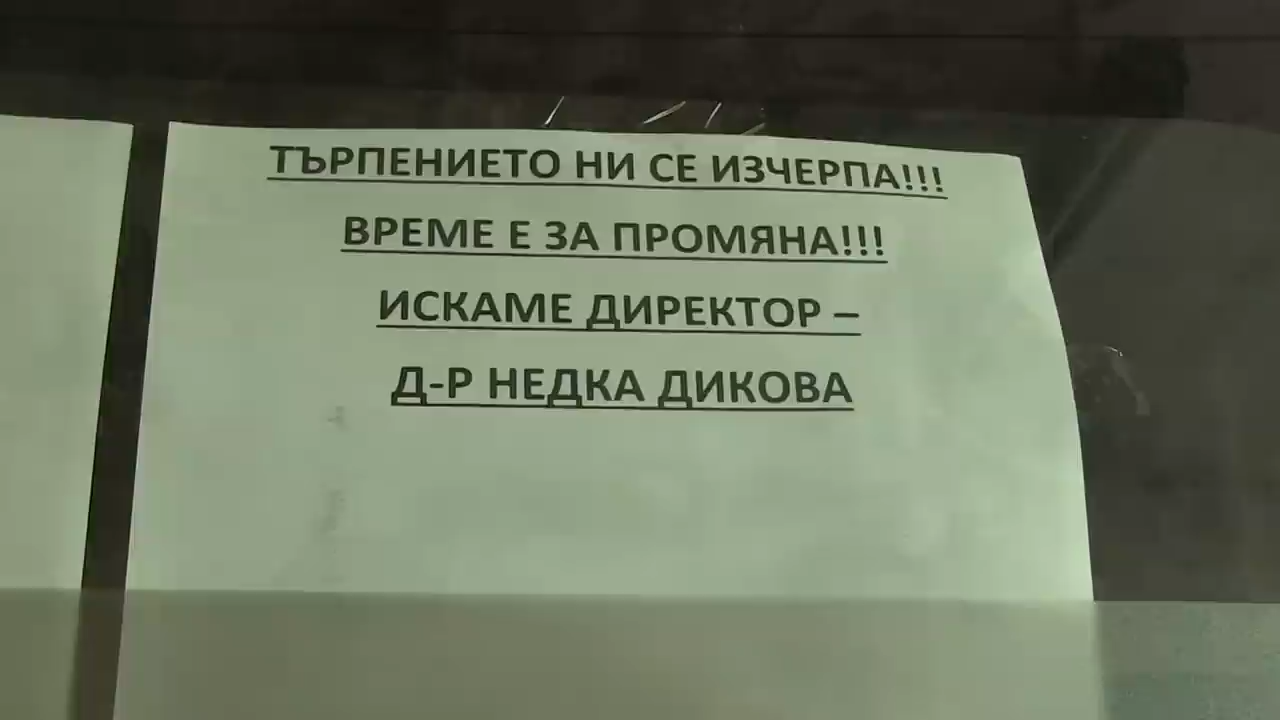 ТЪРПЕНИЕТО НИ СЕ ИЗЧЕРПА!!!
ВРЕМЕ Е ЗА ПРОМЯНА!!!
ИСКАМЕ ДИРЕКТОР –
Д-Р НЕДКА ДИКОВА